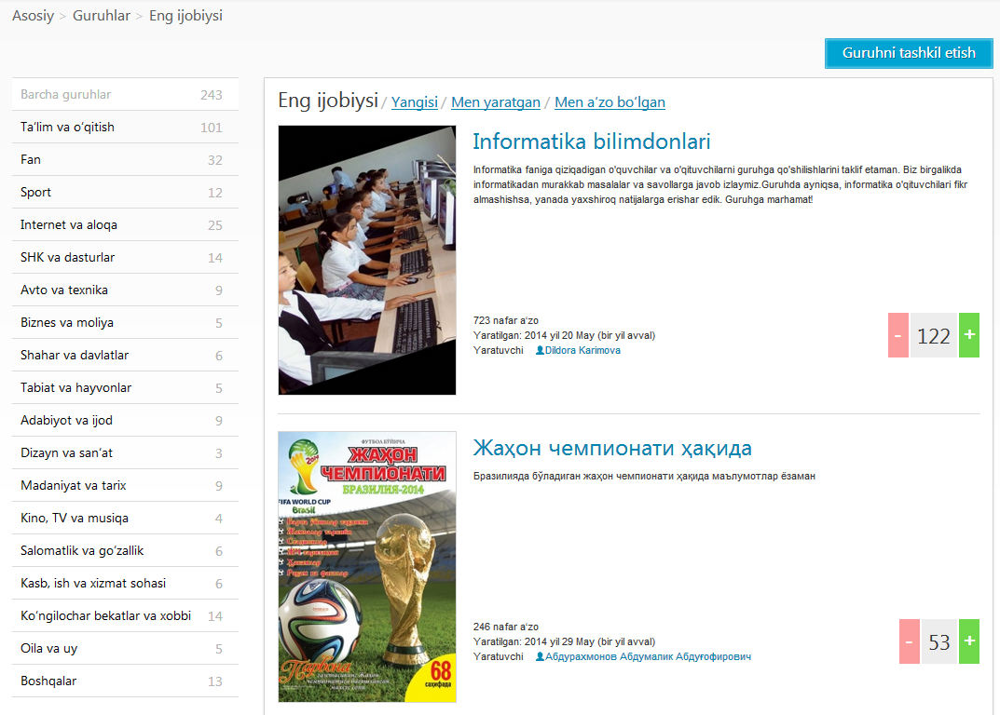 Asosiy > Guruhlar > Eng ijobiysi
Guruhni tashkil etish
Barcha guruhlar 243
Ta’lim va o‘qitish 101
Fan 32
Sport 12
Internet va aloqa 25
SHK va dasturlar 14
Avto va texnika 9
Biznes va moliya 5
Shahar va davlatlar 6
Tabiat va hayvonlar 5
Adabiyot va ijod 9
Dizayn va san’at 3
Madaniyat va tarix 9
Kino, TV va musiqa 4
Salomatlik va go‘zallik 6
Kasb, ish va xizmat sohasi 6
Ko‘ngilochar bekatlar va xobbi 14
Oila va uy 5
Boshqalar 13
Eng ijobiysi / Yangisi / Men yaratgan / Men a’zo bo‘lgan
Informatika bilimdonlari
Informatika faniga qiziqadigan o'quvchilar va o'qituvchilarni guruhga qo'shilishlarini taklif etaman. Biz birgalikda
informatikadan murakkab masalalar va savollarga javob izlaymiz.Guruhda ayniqsa, informatika o'qituvchilari fikr
almashishsa, yanada yaxshiroq natijalarga erishar edik. Guruhga marhamat!
723 nafar a’zo
Yaratilgan: 2014 yil 20 May (bir yil avval)
Yaratuvchi Dildora Karimova
- 122 +
ФУТБОЛ БЎЙИЧА
ЖАҲОН
ЧЕМПИОНАТИ
БРАЗИЛИЯ-2014
FIFA WORLD CUP
Brasil
Стадионлар
Ҳакамлар
68
саҳифада
Жаҳон чемпионати ҳақида
Бразилияда бўладиган жаҳон чемпионати ҳақида маълумотлар ёзаман
246 nafar a’zo
Yaratilgan: 2014 yil 29 May (bir yil avval)
Yaratuvchi Абдурахмонов Абдумалик Абдуғофирович
- 53 +